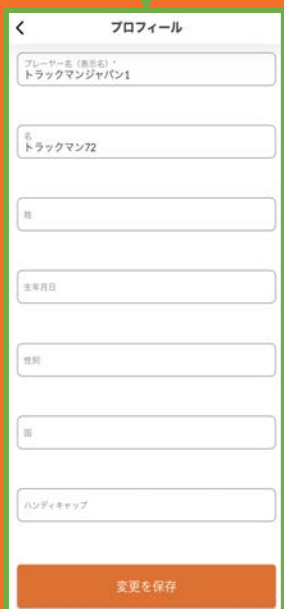 プロフィール
プレーヤー名（表示名）*
トラックマンジャパン1
名
トラックマン72
姓
生年月日
性別
国
ハンディキャップ
変更を保存